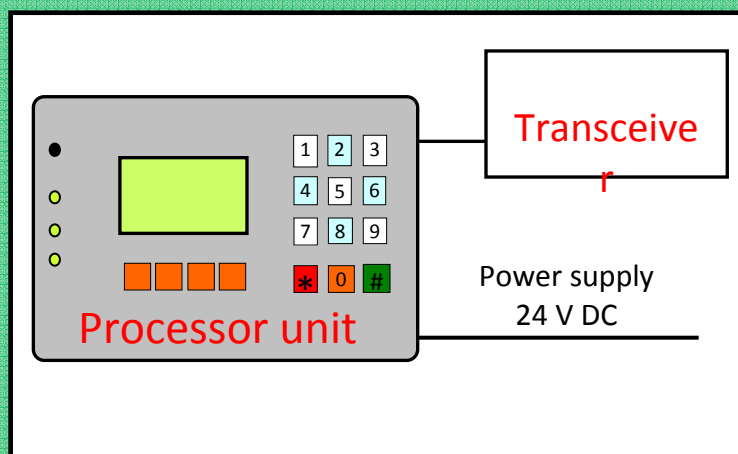 Transceive
r
1 2 3
4 5 6
7 8 9
* 0 #
Processor unit
Power supply
24 V DC